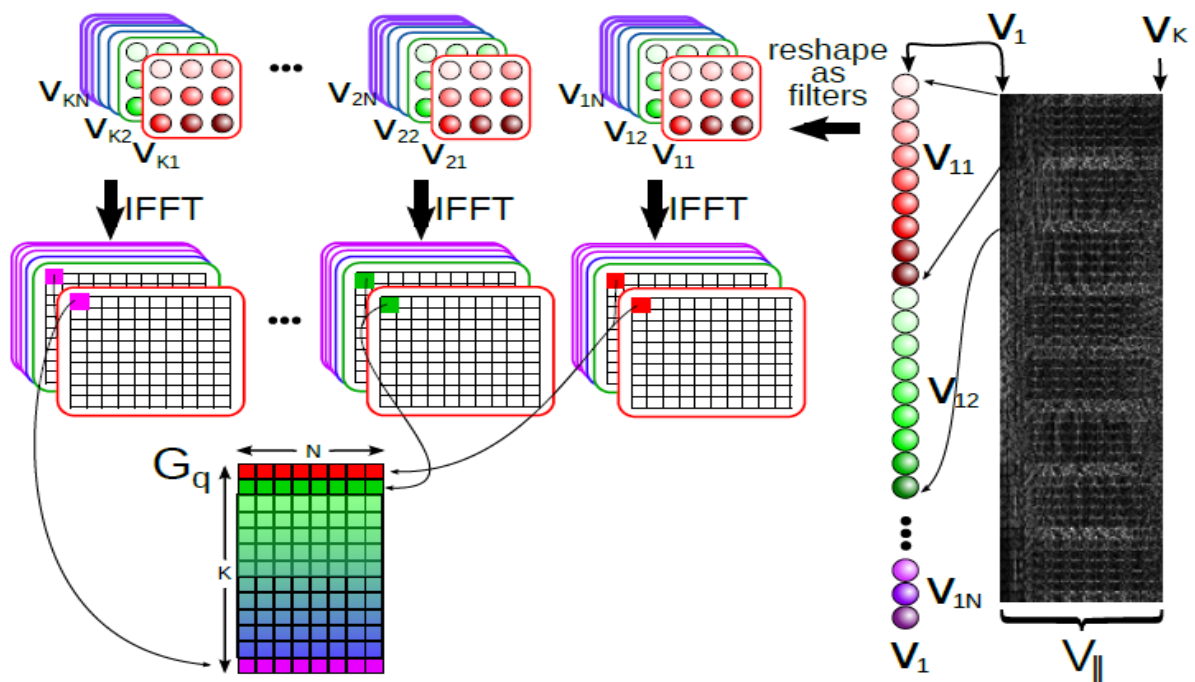 V1 VK
reshape
as
filters
VKN
VK2
VK1
...
V2N
V22
V21
V1N
V12
V11
V11
IFFT
IFFT
IFFT
...
V12
Gq
N
K
...
V1N
V1
V||